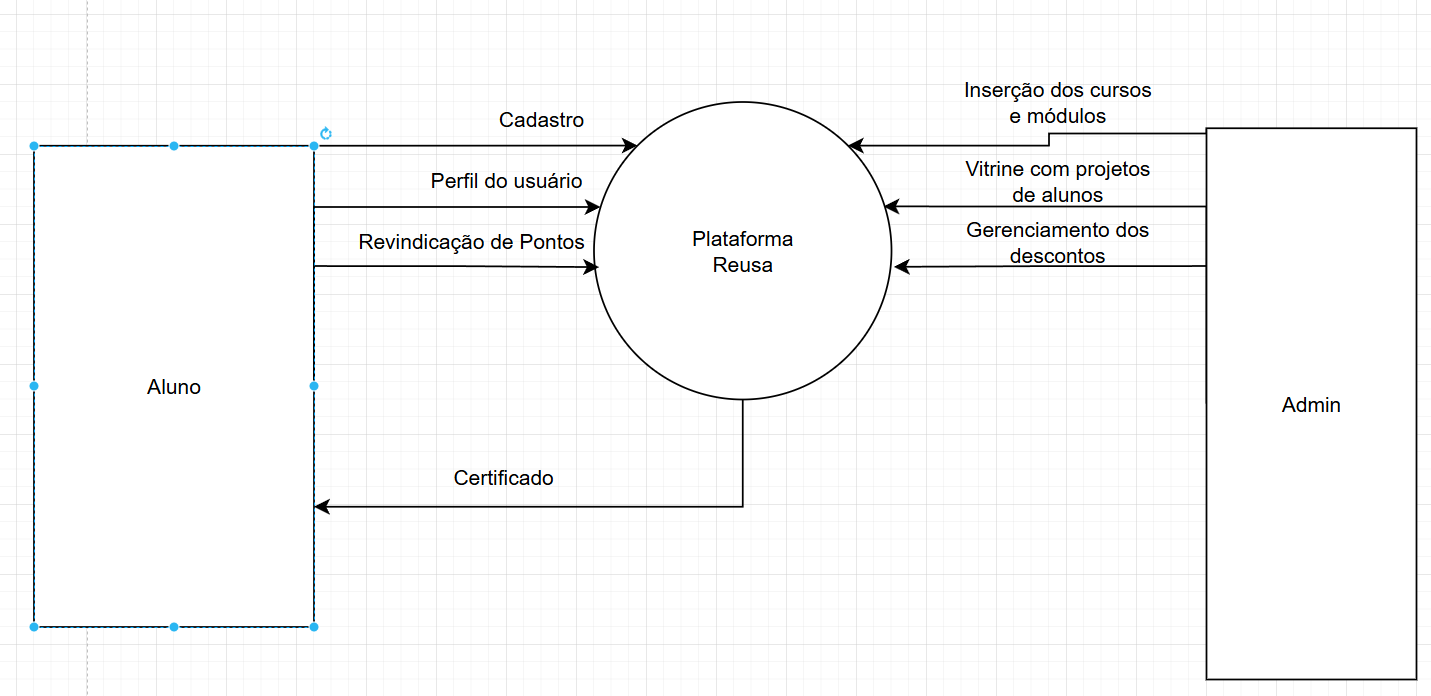 Cadastro
Perfil do usuário
Revindicação de Pontos
Aluno
Certificado
Plataforma
Reusa
Inserção dos cursos
e módulos
Vitrine com projetos
de alunos
Gerenciamento dos
descontos
Admin